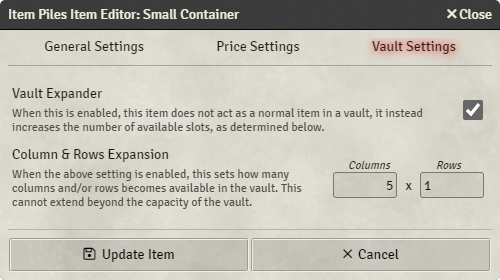 Item Piles Item Editor: Small Container
✕Close
General Settings
Price Settings
Vault Settings
Vault Expander
When this is enabled, this item does not act as a normal item in a vault, it instead
increases the number of available slots, as determined below.
Column & Rows Expansion
When the above setting is enabled, this sets how many
columns and/or rows becomes available in the vault. This
cannot extend beyond the capacity of the vault.
Columns
Rows
5 x 1
Update Item
✕ Cancel